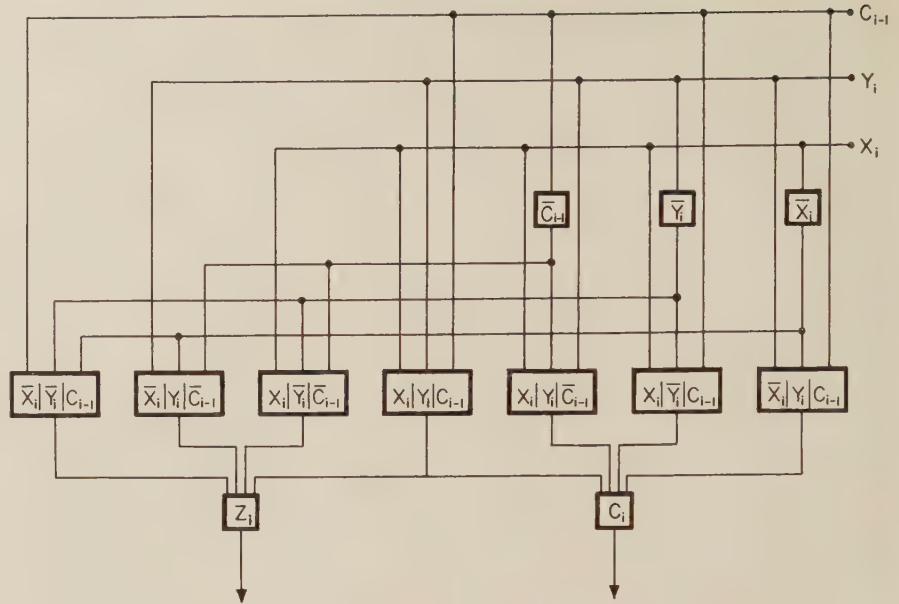 C_{i-1}
Y_i
X_i
C̄_{i-1} Ȳ_i X̄_i
X̄_i|Ȳ_i|C_{i-1} X̄_i|Y_i|C̄_{i-1} X_i|Ȳ_i|C̄_{i-1} X_i|Y_i|C_{i-1} X_i|Y_i|C̄_{i-1} X_i|Ȳ_i|C_{i-1} X̄_i|Y_i|C_{i-1}
Z_i C_i